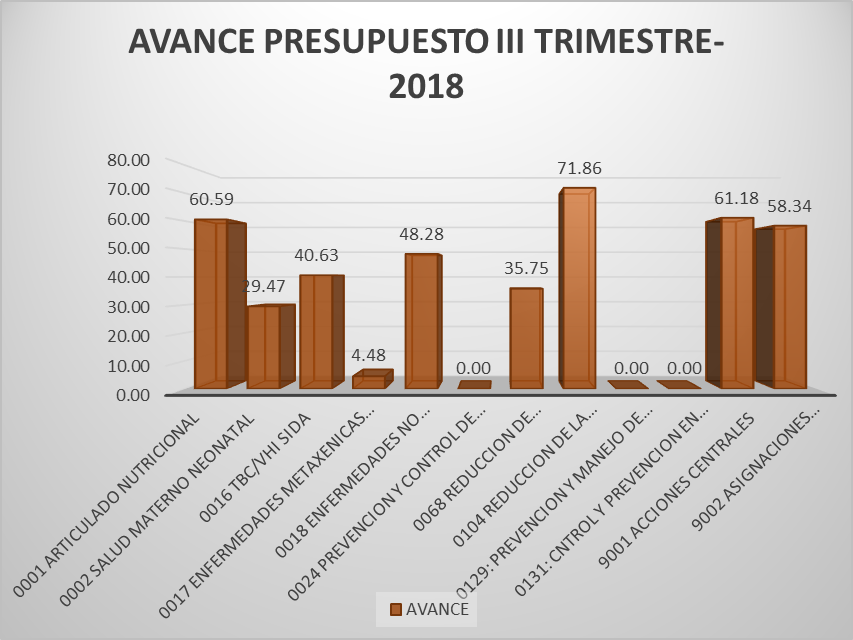 AVANCE PRESUPUESTO III TRIMESTRE-
2018
80.00
70.00
60.00
50.00
40.00
30.00
20.00
10.00
0.00
60.59
29.47
40.63
4.48
48.28
0.00
35.75
71.86
0.00
0.00
61.18
58.34
0001 ARTICULADO NUTRICIONAL
0002 SALUD MATERNO NEONATAL
0016 TBC/VHI SIDA
0017 ENFERMEDADES METAXENICAS...
0018 ENFERMEDADES NO...
0024 PREVENCION Y CONTROL DE...
0068 REDUCCION DE...
0104 REDUCCION DE LA...
0129: PREVENCION Y MANEJO DE...
0131: CNTROL Y PREVENCION EN...
9001 ACCIONES CENTRALES
9002 ASIGNACIONES...
AVANCE